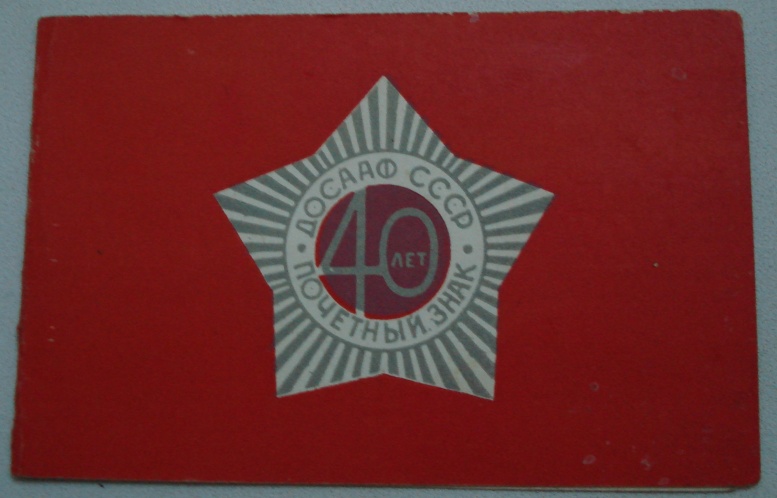 ДОСААФ СССР
40
ЛЕТ
ПОЧЕТНЫЙ ЗНАК